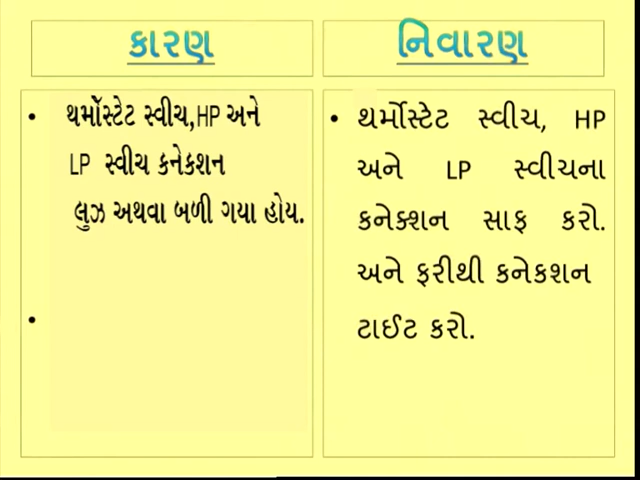 કારણ
નિવારણ
• થર્મોસ્ટેટ સ્વીચ,HP અને
LP સ્વીચ કનેકશન
લુઝ અથવા બળી ગયા હોય.
•
• થર્મોસ્ટેટ સ્વીચ, HP
અને LP સ્વીચના
કનેક્શન સાફ કરો.
અને ફરીથી કનેકશન
ટાઈટ કરો.